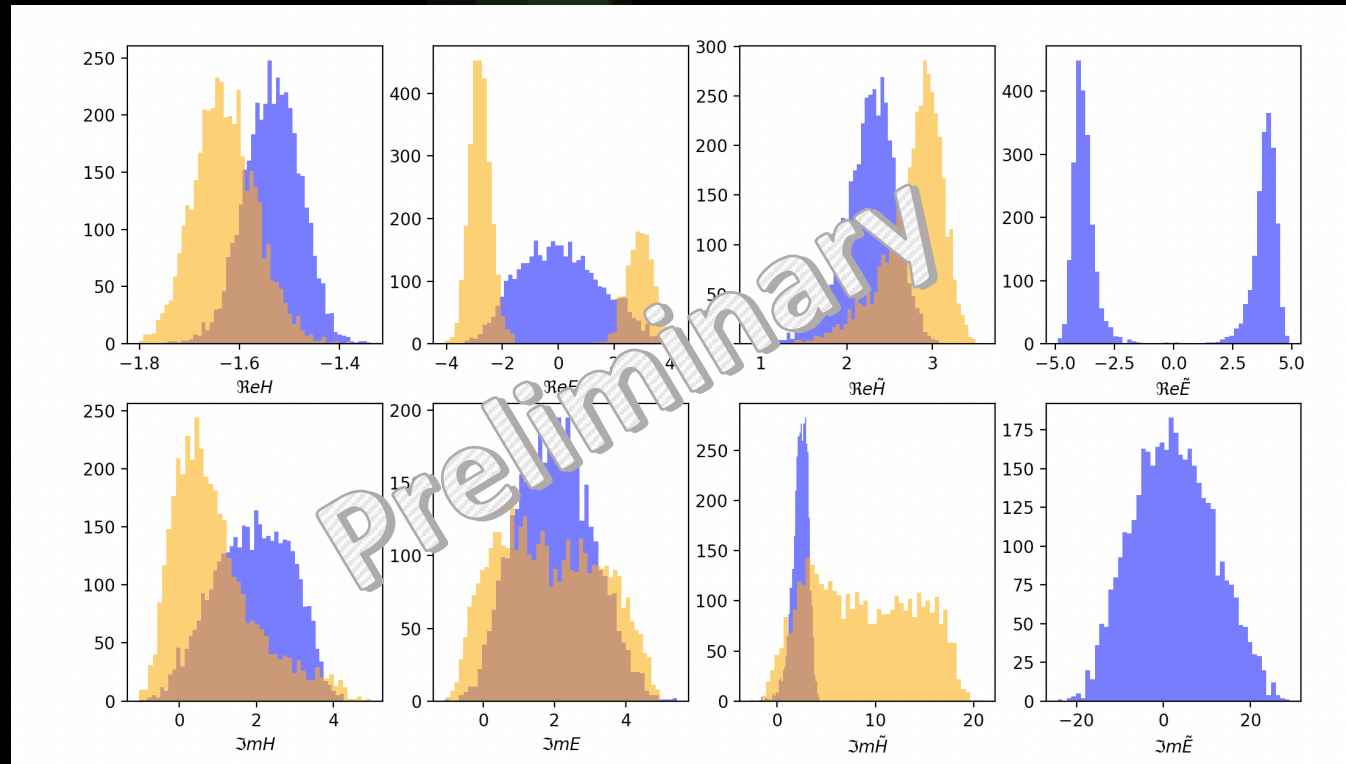 250 200 150 100 50 0
−1.8 −1.6 −1.4
ℜeH
400 300 200 100 0
−4 −2 0 2 4
ℜeE
300 250 200 150 100 50
1 2 3
ℜeH̃
400 300 200 100 0
−5.0 −2.5 0.0 2.5 5.0
ℜeẼ
Preliminary
250 200 150 100 50 0
0 2 4
ℑmH
200 150 100 50 0
0 2 4
ℑmE
250 200 150 100 50 0
0 10 20
ℑmH̃
175 150 125 100 75 50 25 0
−20 0 20
ℑmẼ